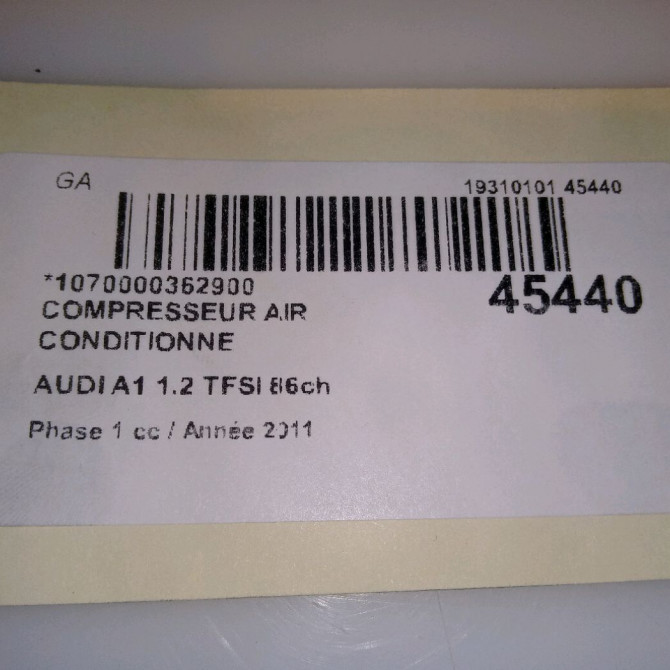 GA
19310101 45440
*1070000362900
45440
COMPRESSEUR AIR
CONDITIONNE
AUDI A1 1.2 TFSI 86ch
Phase 1 cc / Année 2011